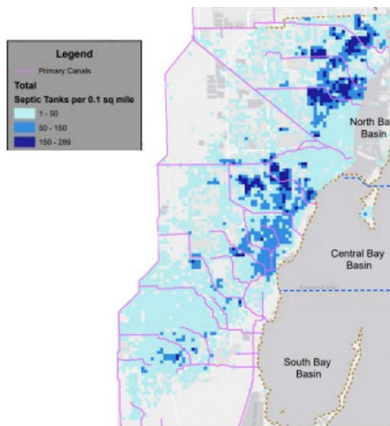 Legend
Primary Canals
Total
Septic Tanks per 0.1 sq mile
1 - 50
50 - 150
150 - 289
North Ba
Basin
Central Bay
Basin
South Bay
Basin